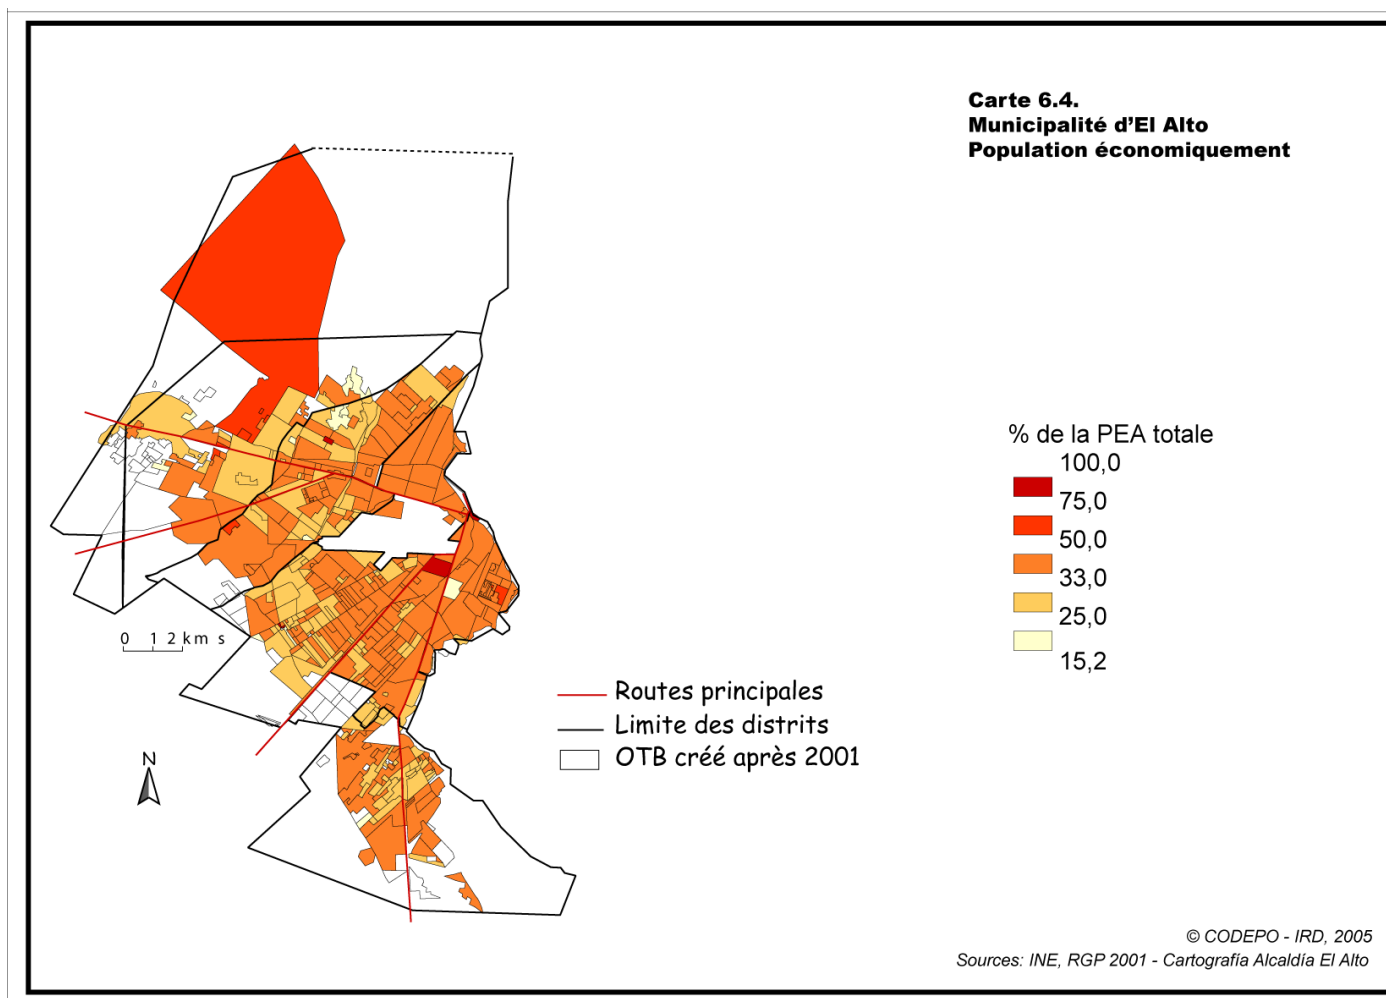 Carte 6.4.
Municipalité d'El Alto
Population économiquement
% de la PEA totale
100,0
75,0
50,0
33,0
25,0
15,2
0 1 2 km s
Routes principales
Limite des distrits
OTB créé après 2001
N
© CODEPO - IRD, 2005
Sources: INE, RGP 2001 - Cartografía Alcaldía El Alto